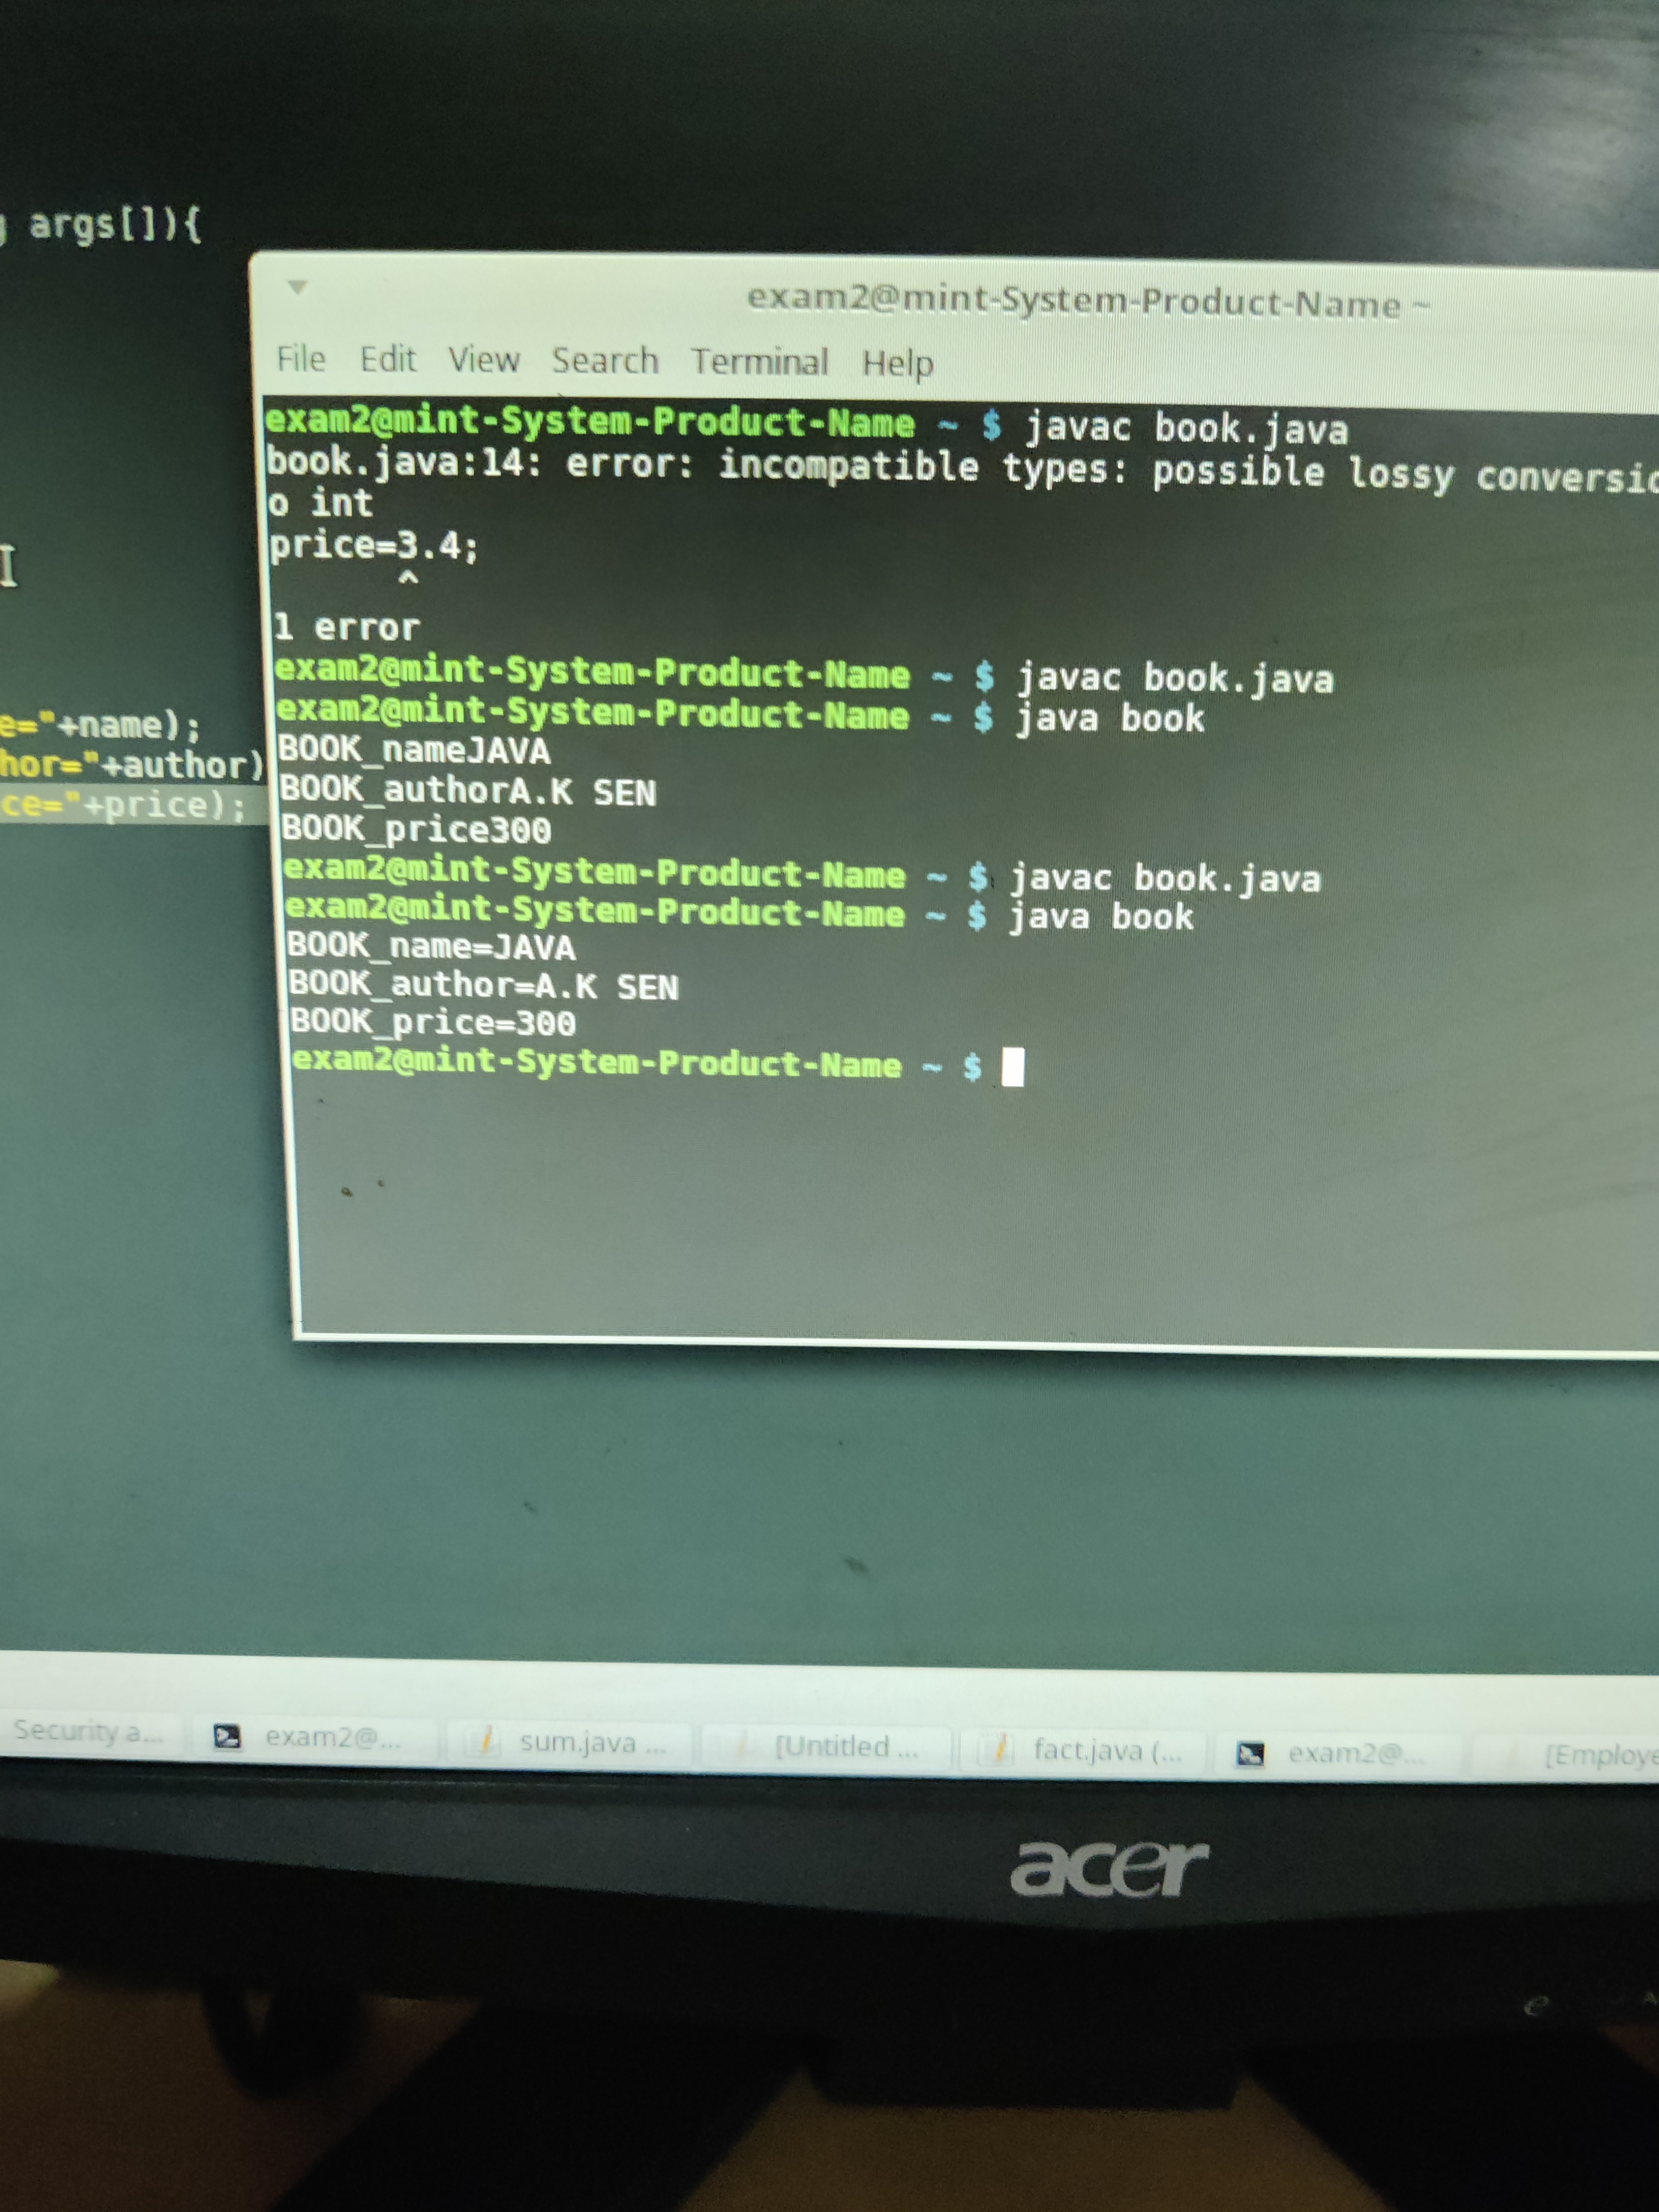 args[]){
exam2@mint-System-Product-Name ~
File Edit View Search Terminal Help
exam2@mint-System-Product-Name ~ $ javac book.java
book.java:14: error: incompatible types: possible lossy
o int
price=3.4;
^
1 error
exam2@mint-System-Product-Name ~ $ javac book.java
exam2@mint-System-Product-Name ~ $ java book
BOOK_nameJAVA
BOOK_authorA.K SEN
BOOK_price300
exam2@mint-System-Product-Name ~ $ javac book.java
exam2@mint-System-Product-Name ~ $ java book
BOOK_name=JAVA
BOOK_author=A.K SEN
BOOK_price=300
exam2@mint-System-Product-Name ~ $
e="+name);
hor="+author)
ce="+price);
Security a... exam2@... sum.java ... [Untitled ... fact.java (... exam2@... [Employe
acer
e